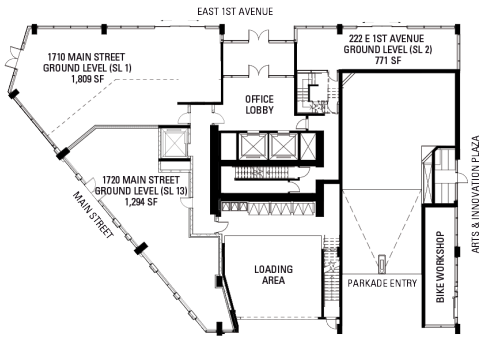 EAST 1ST AVENUE
1710 MAIN STREET
GROUND LEVEL (SL 1)
1,809 SF
222 E 1ST AVENUE
GROUND LEVEL (SL 2)
771 SF
OFFICE
LOBBY
1720 MAIN STREET
GROUND LEVEL (SL 13)
1,294 SF
MAIN STREET
LOADING
AREA
PARKADE ENTRY
BIKE WORKSHOP
ARTS & INNOVATION PLAZA